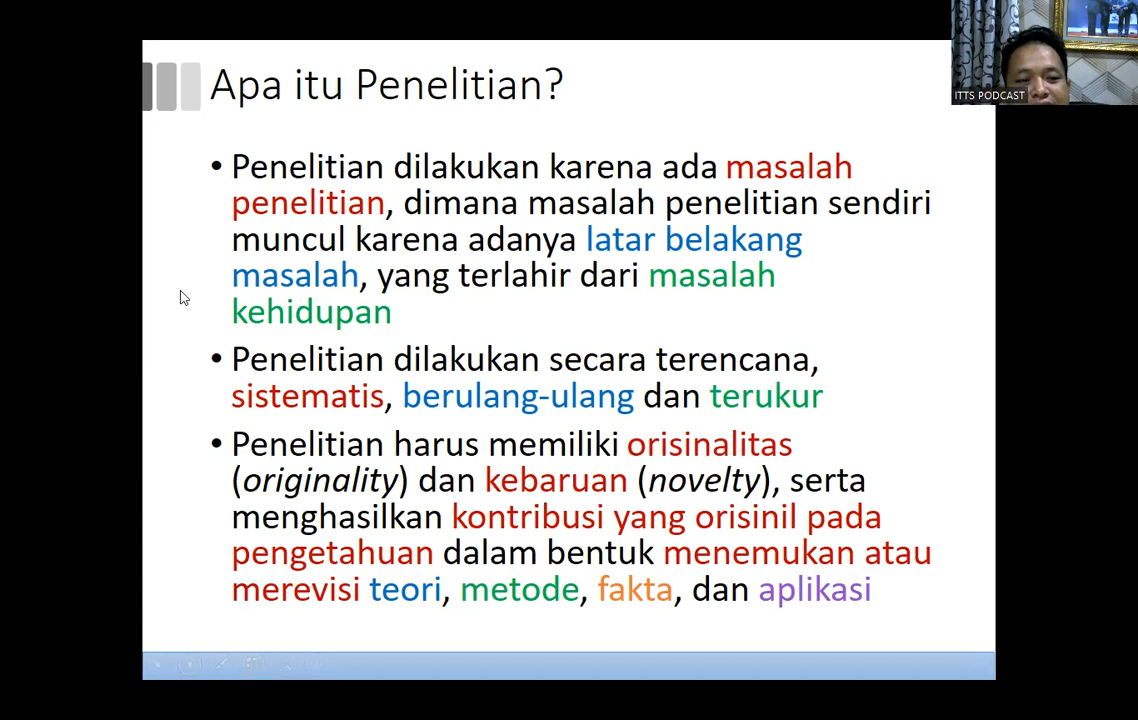 Apa itu Penelitian?
ITTS PODCAST
• Penelitian dilakukan karena ada masalah
penelitian, dimana masalah penelitian sendiri
muncul karena adanya latar belakang
masalah, yang terlahir dari masalah
kehidupan
• Penelitian dilakukan secara terencana,
sistematis, berulang-ulang dan terukur
• Penelitian harus memiliki orisinalitas
(originality) dan kebaruan (novelty), serta
menghasilkan kontribusi yang orisinil pada
pengetahuan dalam bentuk menemukan atau
merevisi teori, metode, fakta, dan aplikasi